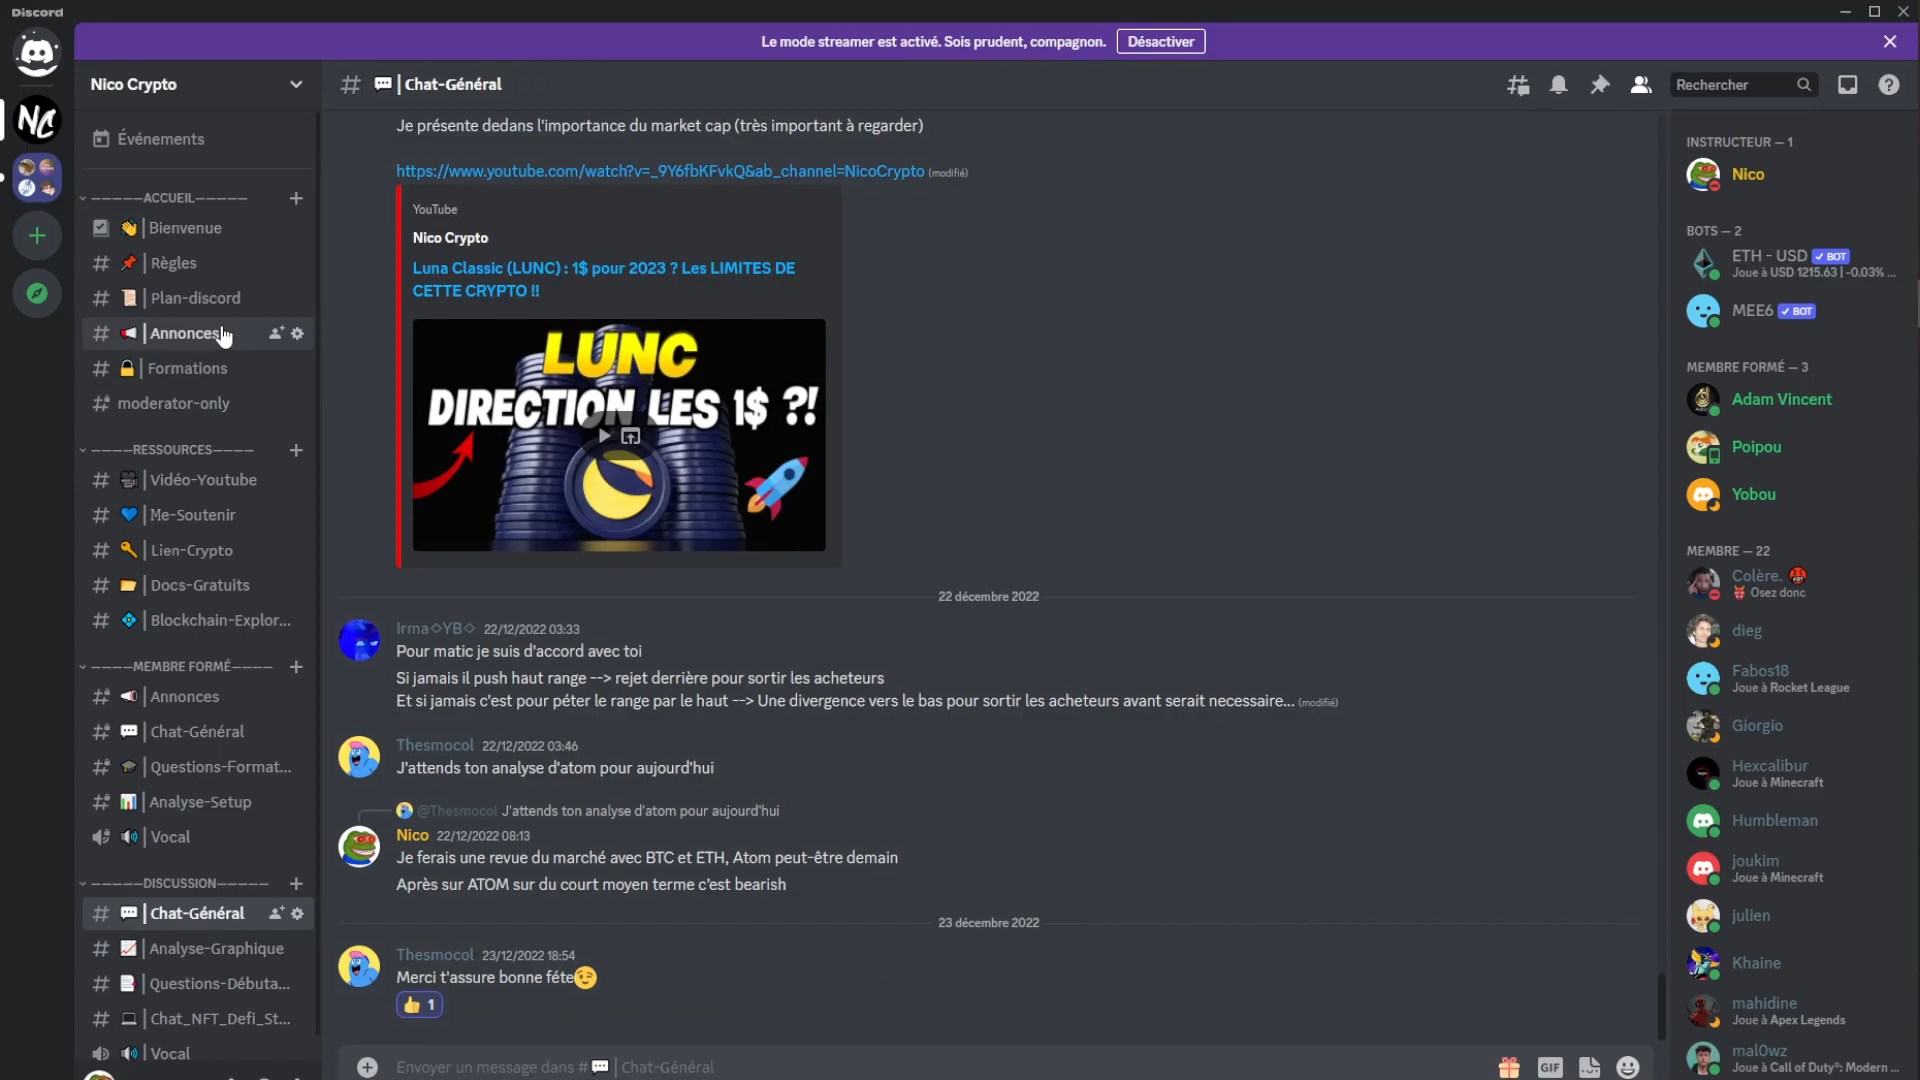 Discord
Le mode streamer est activé. Sois prudent, compagnon.
Désactiver
NC
Nico Crypto
Événements
-----ACCUEIL-----
Bienvenue
Règles
Plan-discord
Annonces
Formations
moderator-only
----RESSOURCES----
Vidéo-Youtube
Me-Soutenir
Lien-Crypto
Docs-Gratuits
Blockchain-Explor...
----MEMBRE FORMÉ----
Annonces
Chat-Général
Questions-Format...
Analyse-Setup
Vocal
-----DISCUSSION-----
Chat-Général
Analyse-Graphique
Questions-Débuta...
Chat_NFT_Defi_St...
Vocal
# 💬 | Chat-Général
Rechercher
Je présente dedans l'importance du market cap (très important à regarder)
https://www.youtube.com/watch?v=_9Y6fbKFvkQ&ab_channel=NicoCrypto (modifié)
YouTube
Nico Crypto
Luna Classic (LUNC) : 1$ pour 2023 ? Les LIMITES DE
CETTE CRYPTO !!
LUNC
DIRECTION LES 1$ ?!
22 décembre 2022
Irma◇YB◇ 22/12/2022 03:33
Pour matic je suis d'accord avec toi
Si jamais il push haut range --> rejet derrière pour sortir les acheteurs
Et si jamais c'est pour péter le range par le haut --> Une divergence vers le bas pour sortir les acheteurs avant serait necessaire... (modifié)
Thesmocol 22/12/2022 03:46
J'attends ton analyse d'atom pour aujourd'hui
@Thesmocol J'attends ton analyse d'atom pour aujourd'hui
Nico 22/12/2022 08:13
Je ferais une revue du marché avec BTC et ETH, Atom peut-être demain
Après sur ATOM sur du court moyen terme c'est bearish
23 décembre 2022
Thesmocol 23/12/2022 18:54
Merci t'assure bonne féte😉
👍 1
Envoyer un message dans #💬 | Chat-Général
GIF
INSTRUCTEUR — 1
Nico
BOTS — 2
ETH - USD ✓ BOT
Joue à USD 1215.63 | -0.03% ...
MEE6 ✓ BOT
MEMBRE FORMÉ — 3
Adam Vincent
Poipou
Yobou
MEMBRE — 22
Colère.
Osez donc
dieg
Fabos18
Joue à Rocket League
Giorgio
Hexcalibur
Joue à Minecraft
Humbleman
joukim
Joue à Minecraft
julien
Khaine
mahidine
Joue à Apex Legends
mal0wz
Joue à Call of Duty®: Modern ...